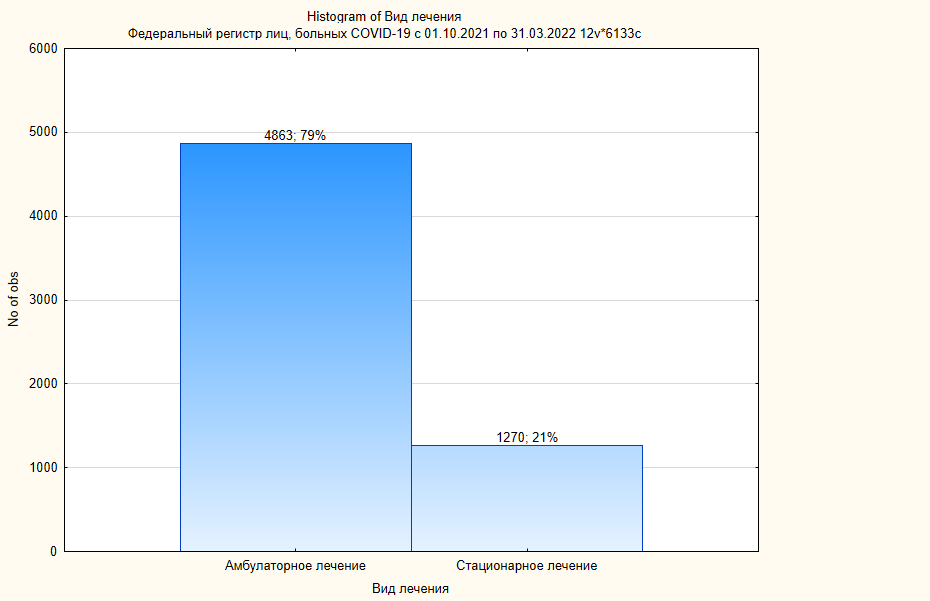 Histogram of Вид лечения
Федеральный регистр лиц, больных COVID-19 с 01.10.2021 по 31.03.2022 12v*6133c
6000
5000
4000
3000
2000
1000
0
No of obs
4863; 79%
1270; 21%
Амбулаторное лечение
Стационарное лечение
Вид лечения